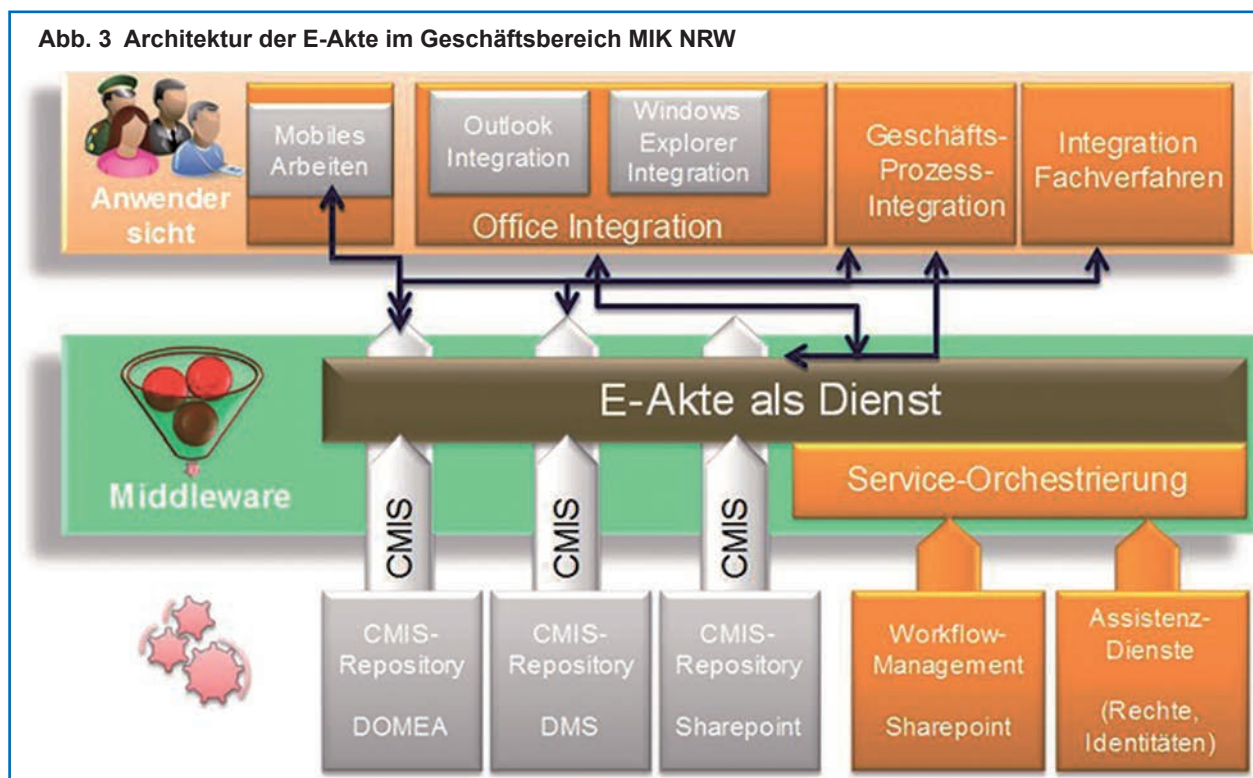 Abb. 3 Architektur der E-Akte im Geschäftsbereich MIK NRW
Anwender
sicht
Mobiles
Arbeiten
Outlook
Integration
Windows
Explorer
Integration
Office Integration
Geschäfts-
Prozess-
Integration
Integration
Fachverfahren
Middleware
E-Akte als Dienst
Service-Orchestrierung
CMIS
CMIS
CMIS
CMIS-
Repository
DOMEA
CMIS-
Repository
DMS
CMIS-
Repository
Sharepoint
Workflow-
Management
Sharepoint
Assistenz-
Dienste
(Rechte,
Identitäten)